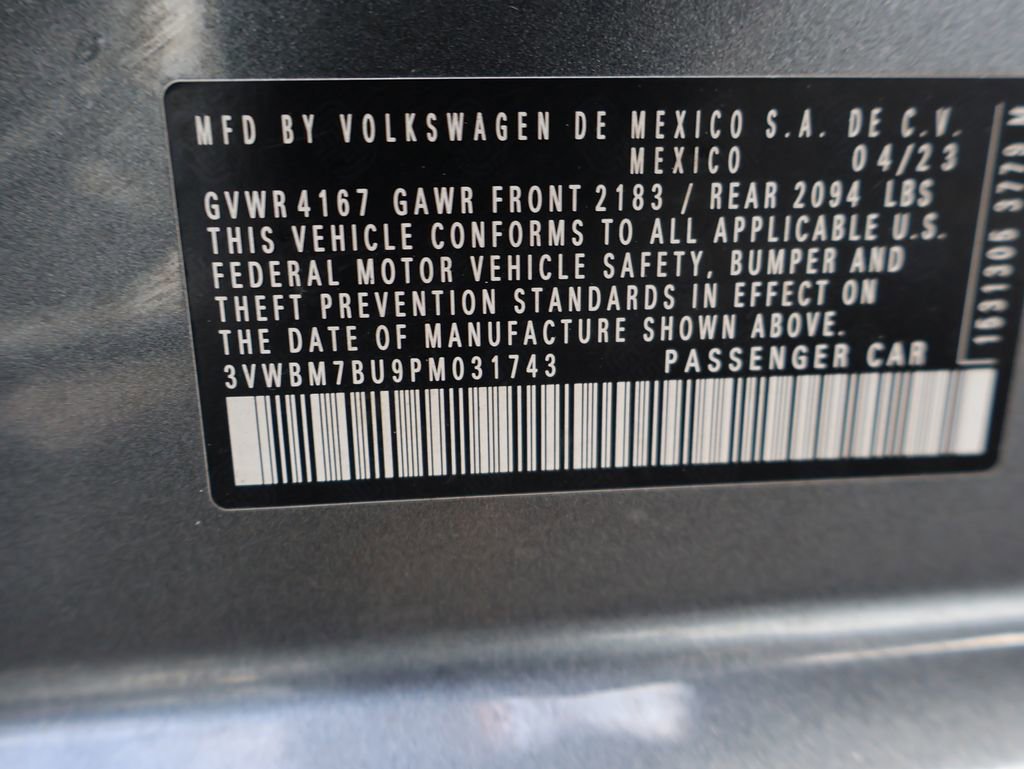 MFD BY VOLKSWAGEN DE MEXICO S.A. DE C.V.
MEXICO 04/23
GVWR 4167 GAWR FRONT 2183 / REAR 2094 LBS
THIS VEHICLE CONFORMS TO ALL APPLICABLE U.S.
FEDERAL MOTOR VEHICLE SAFETY, BUMPER AND
THEFT PREVENTION STANDARDS IN EFFECT ON
THE DATE OF MANUFACTURE SHOWN ABOVE.
3VWBM7BU9PM031743 PASSENGER CAR
1631306 3779 M